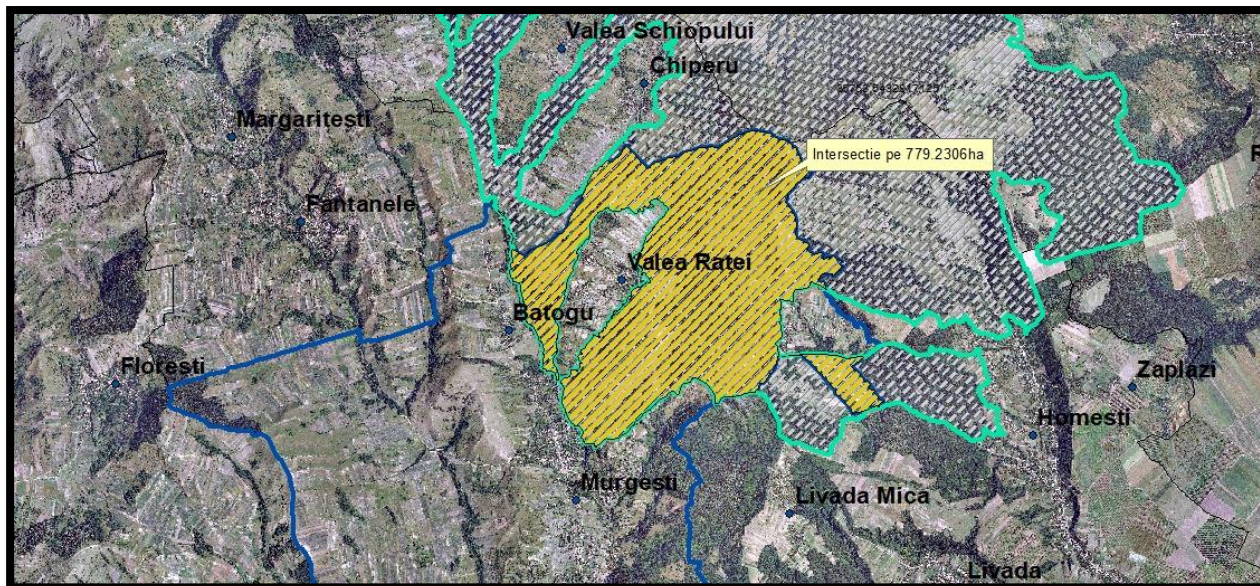 Valea Schiopului
Chiperu
Margaritesti
Intersectie pe 779.2306ha
Fantanele
Valea Ratei
Batogu
Floresti
Zaplazi
Homesti
Murgesti
Livada Mica
Livada